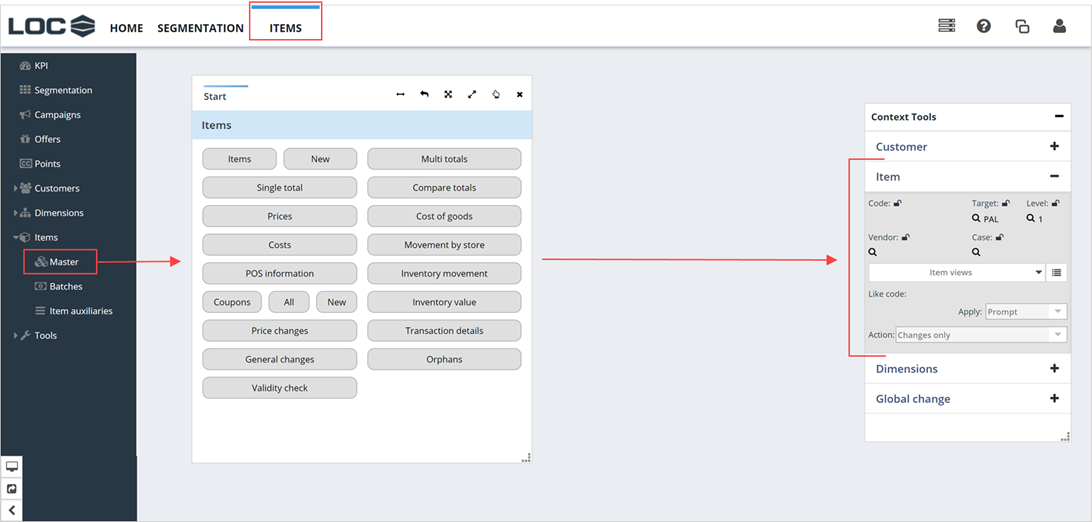 LOC HOME SEGMENTATION ITEMS
KPI
Segmentation
Campaigns
Offers
Points
Customers
Dimensions
Items
Master
Batches
Item auxiliaries
Tools
Start
Items
Items New Multi totals
Single total Compare totals
Prices Cost of goods
Costs Movement by store
POS information Inventory movement
Coupons All New Inventory value
Price changes Transaction details
General changes Orphans
Validity check
Context Tools
Customer
Item
Code: Target: Level:
PAL 1
Vendor: Case:
Item views
Like code:
Apply: Prompt
Action: Changes only
Dimensions
Global change